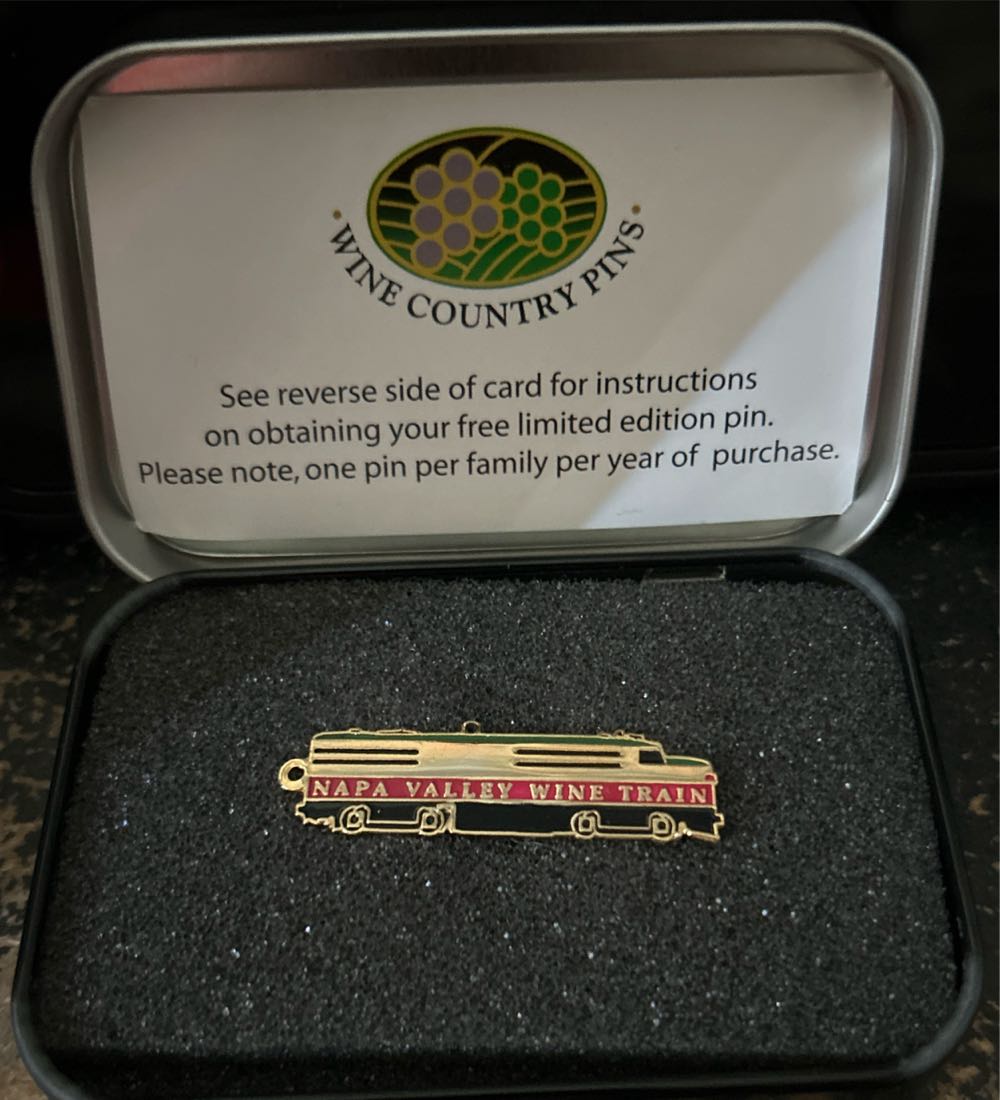 WINE COUNTRY PINS
See reverse side of card for instructions
on obtaining your free limited edition pin.
Please note, one pin per family per year of purchase.
NAPA VALLEY WINE TRAIN